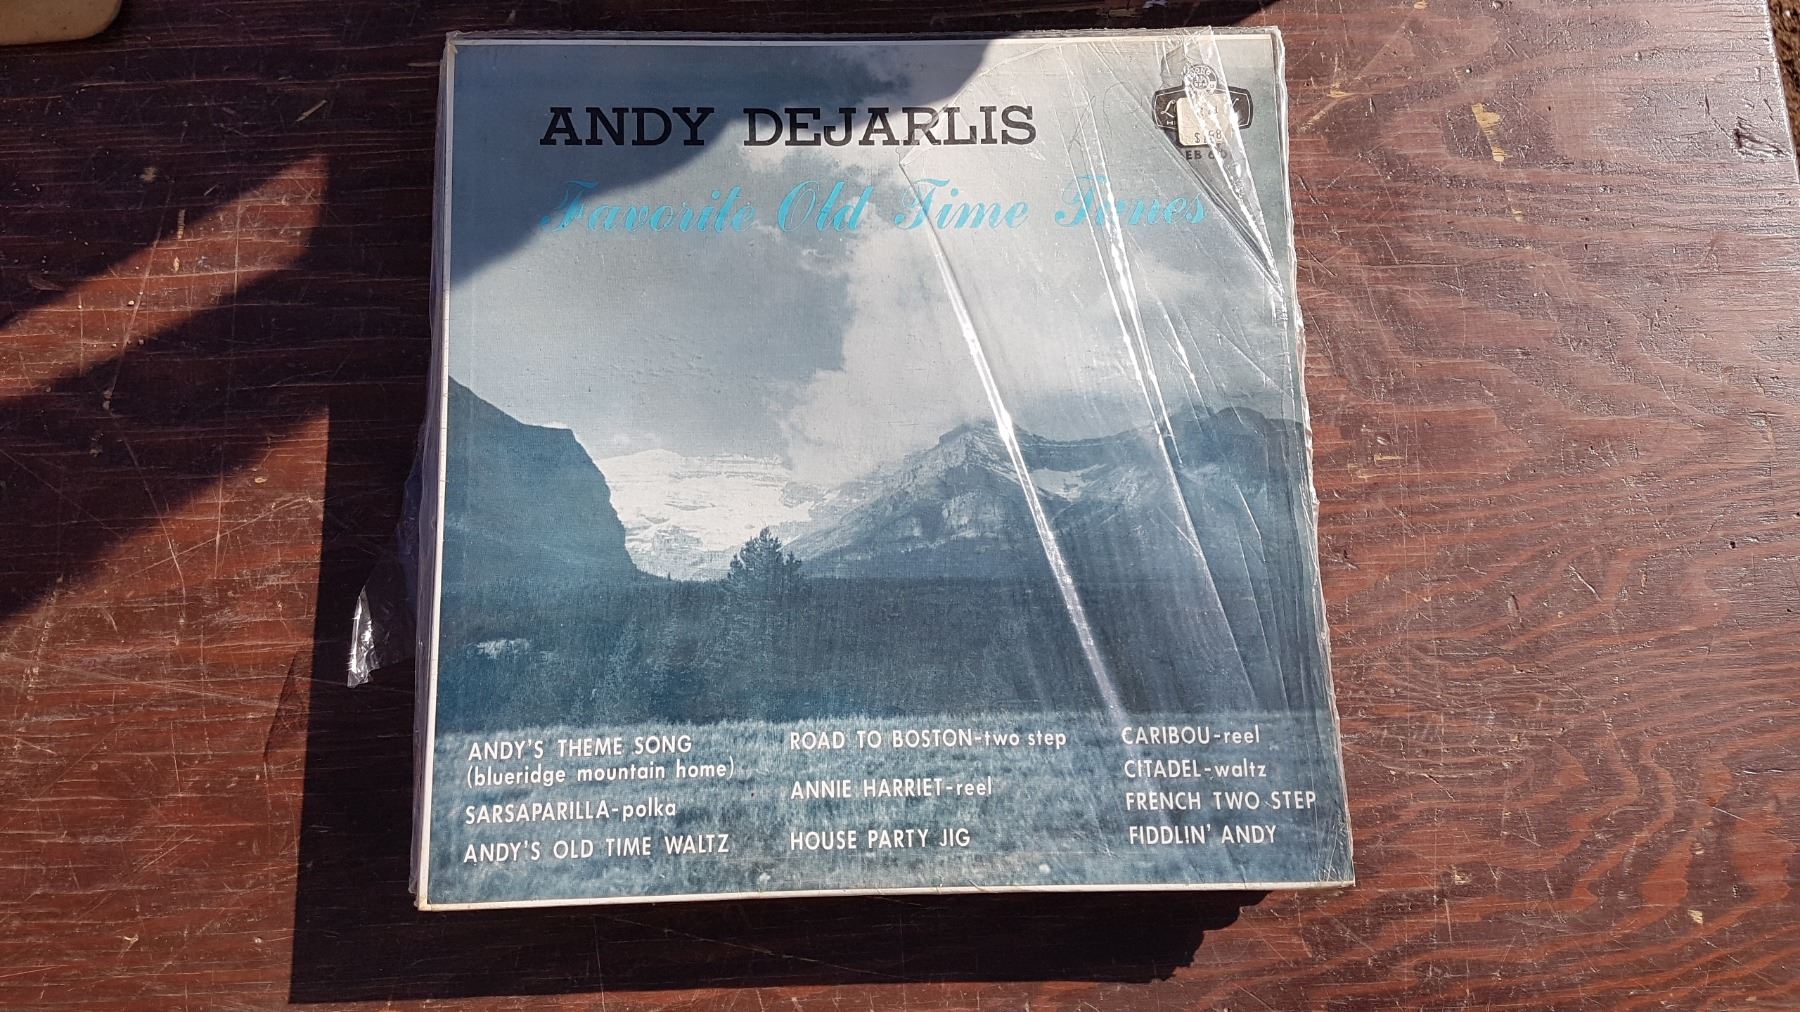 ANDY DEJARLIS
Favorite Old Time Tunes
$1.98
ANDY'S THEME SONG
(blueridge mountain home)
SARSAPARILLA-polka
ANDY'S OLD TIME WALTZ
ROAD TO BOSTON-two step
ANNIE HARRIET-reel
HOUSE PARTY JIG
CARIBOU-reel
CITADEL-waltz
FRENCH TWO STEP
FIDDLIN' ANDY